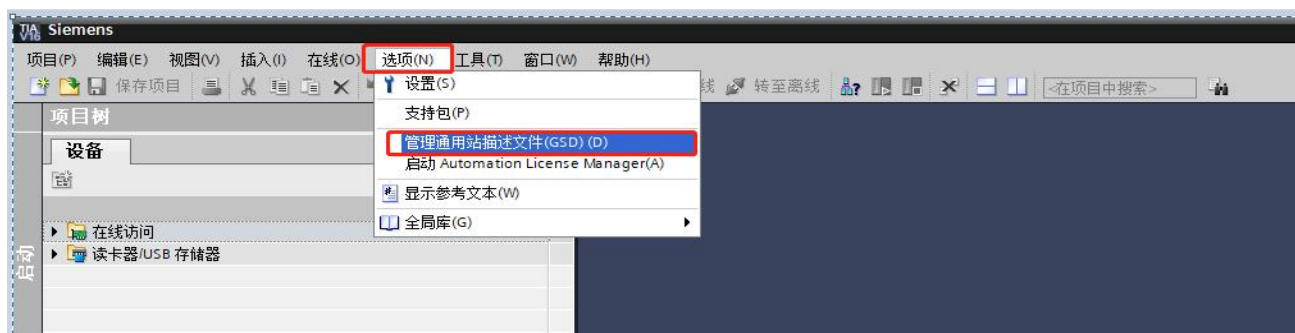 VIA V16 Siemens
项目(P) 编辑(E) 视图(V) 插入(I) 在线(O) 选项(N) 工具(T) 窗口(W) 帮助(H)
保存项目 线 转至离线 <在项目中搜索>
设置(S)
支持包(P)
管理通用站描述文件(GSD) (D)
启动 Automation License Manager(A)
显示参考文本(W)
全局库(G)
项目树
设备
在线访问
读卡器/USB 存储器
启动